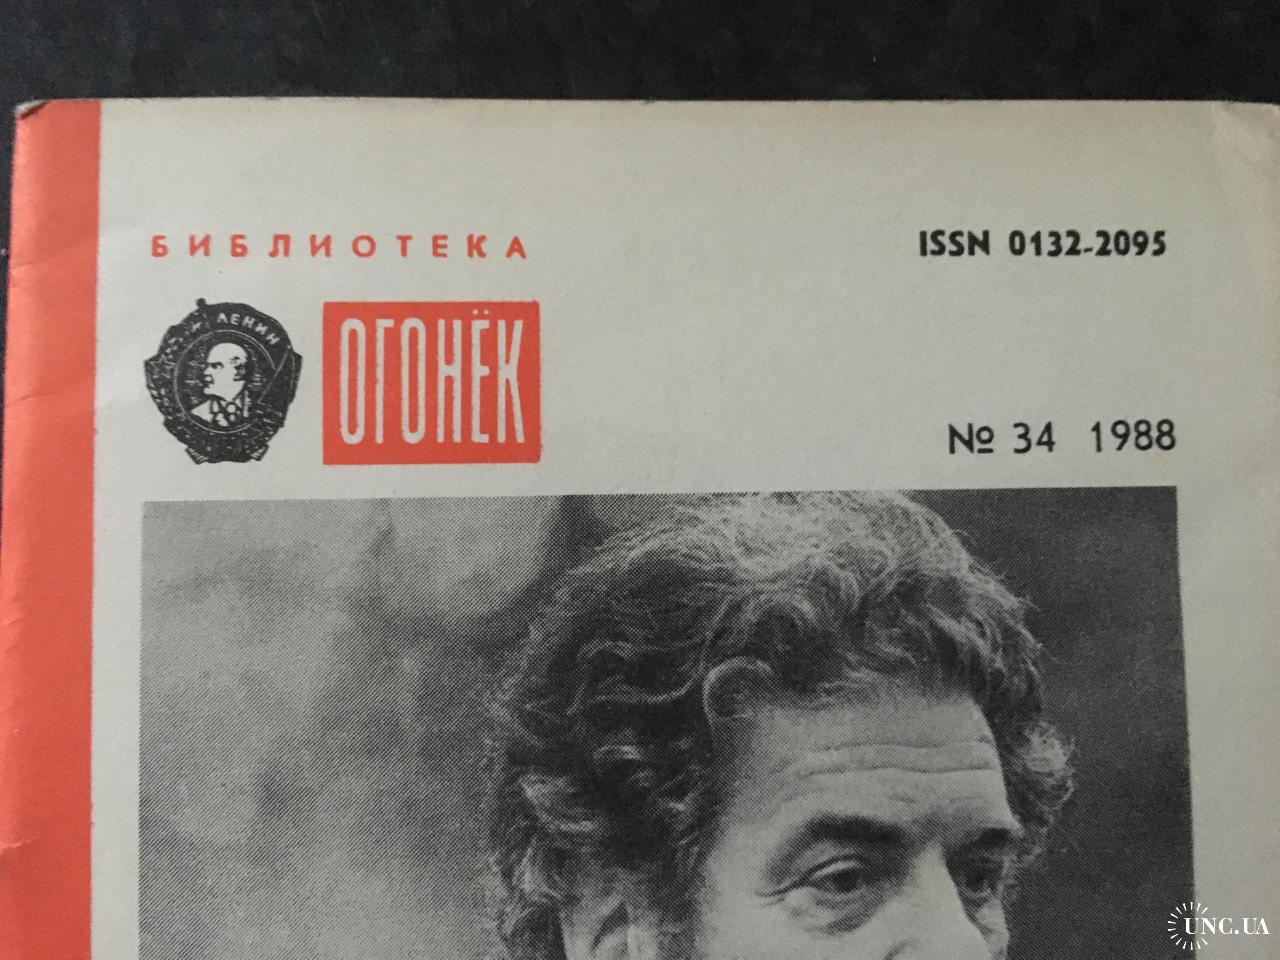 БИБЛИОТЕКА
ISSN 0132-2095
ЛЕНИН
ОГОНЁК
№ 34 1988
UNC.UA